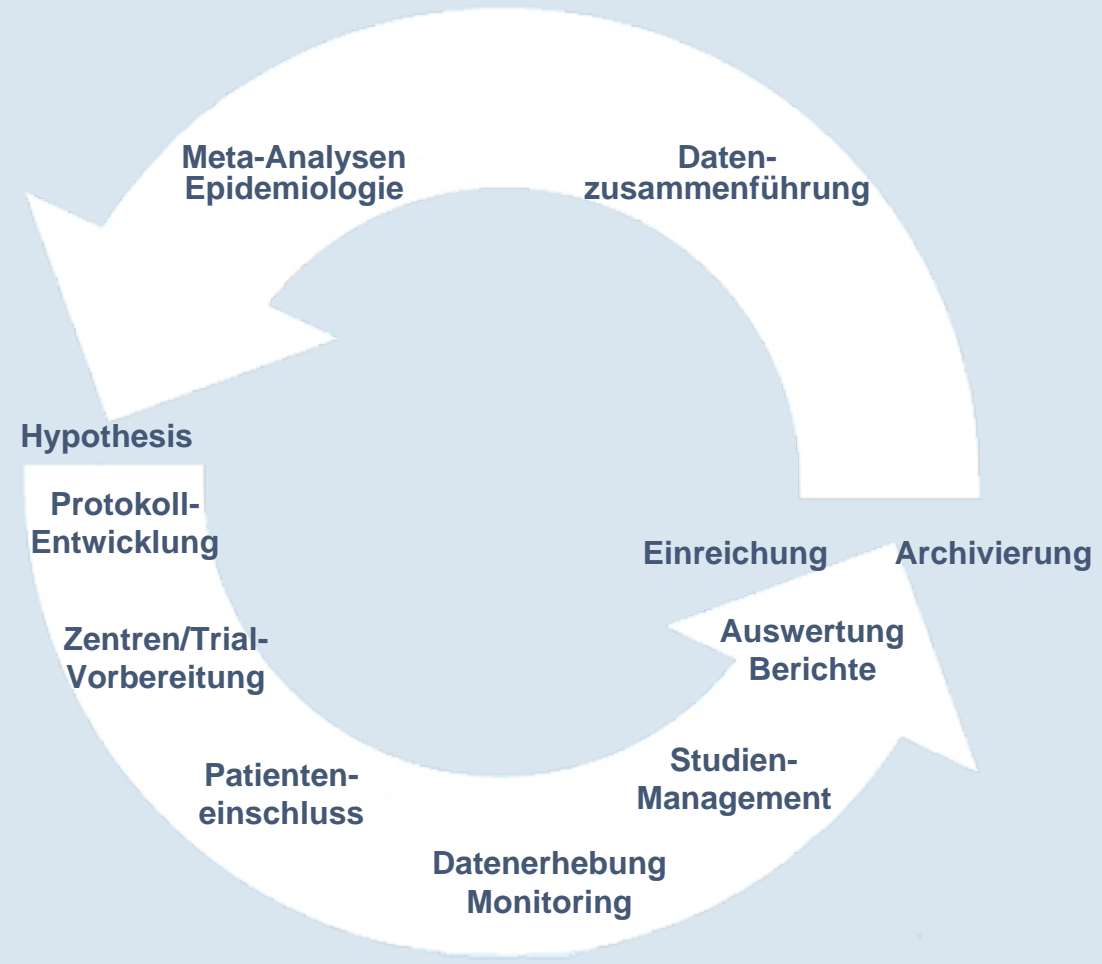 Meta-Analysen
Epidemiologie
Daten-
zusammenführung
Hypothesis
Protokoll-
Entwicklung
Zentren/Trial-
Vorbereitung
Patienten-
einschluss
Datenerhebung
Monitoring
Studien-
Management
Auswertung
Berichte
Einreichung
Archivierung